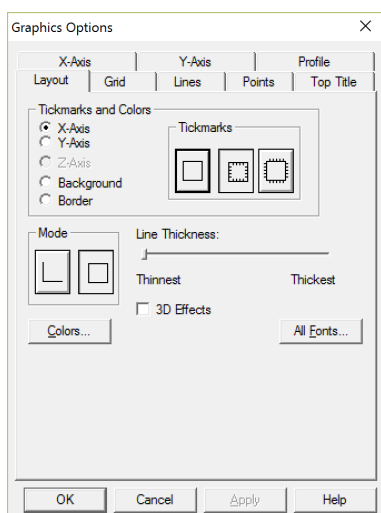 Graphics Options
X-Axis Y-Axis Profile
Layout Grid Lines Points Top Title
Tickmarks and Colors
X-Axis
Y-Axis
Z-Axis
Background
Border
Tickmarks
Mode
Line Thickness:
Thinnest Thickest
3D Effects
Colors... All Fonts...
OK Cancel Apply Help